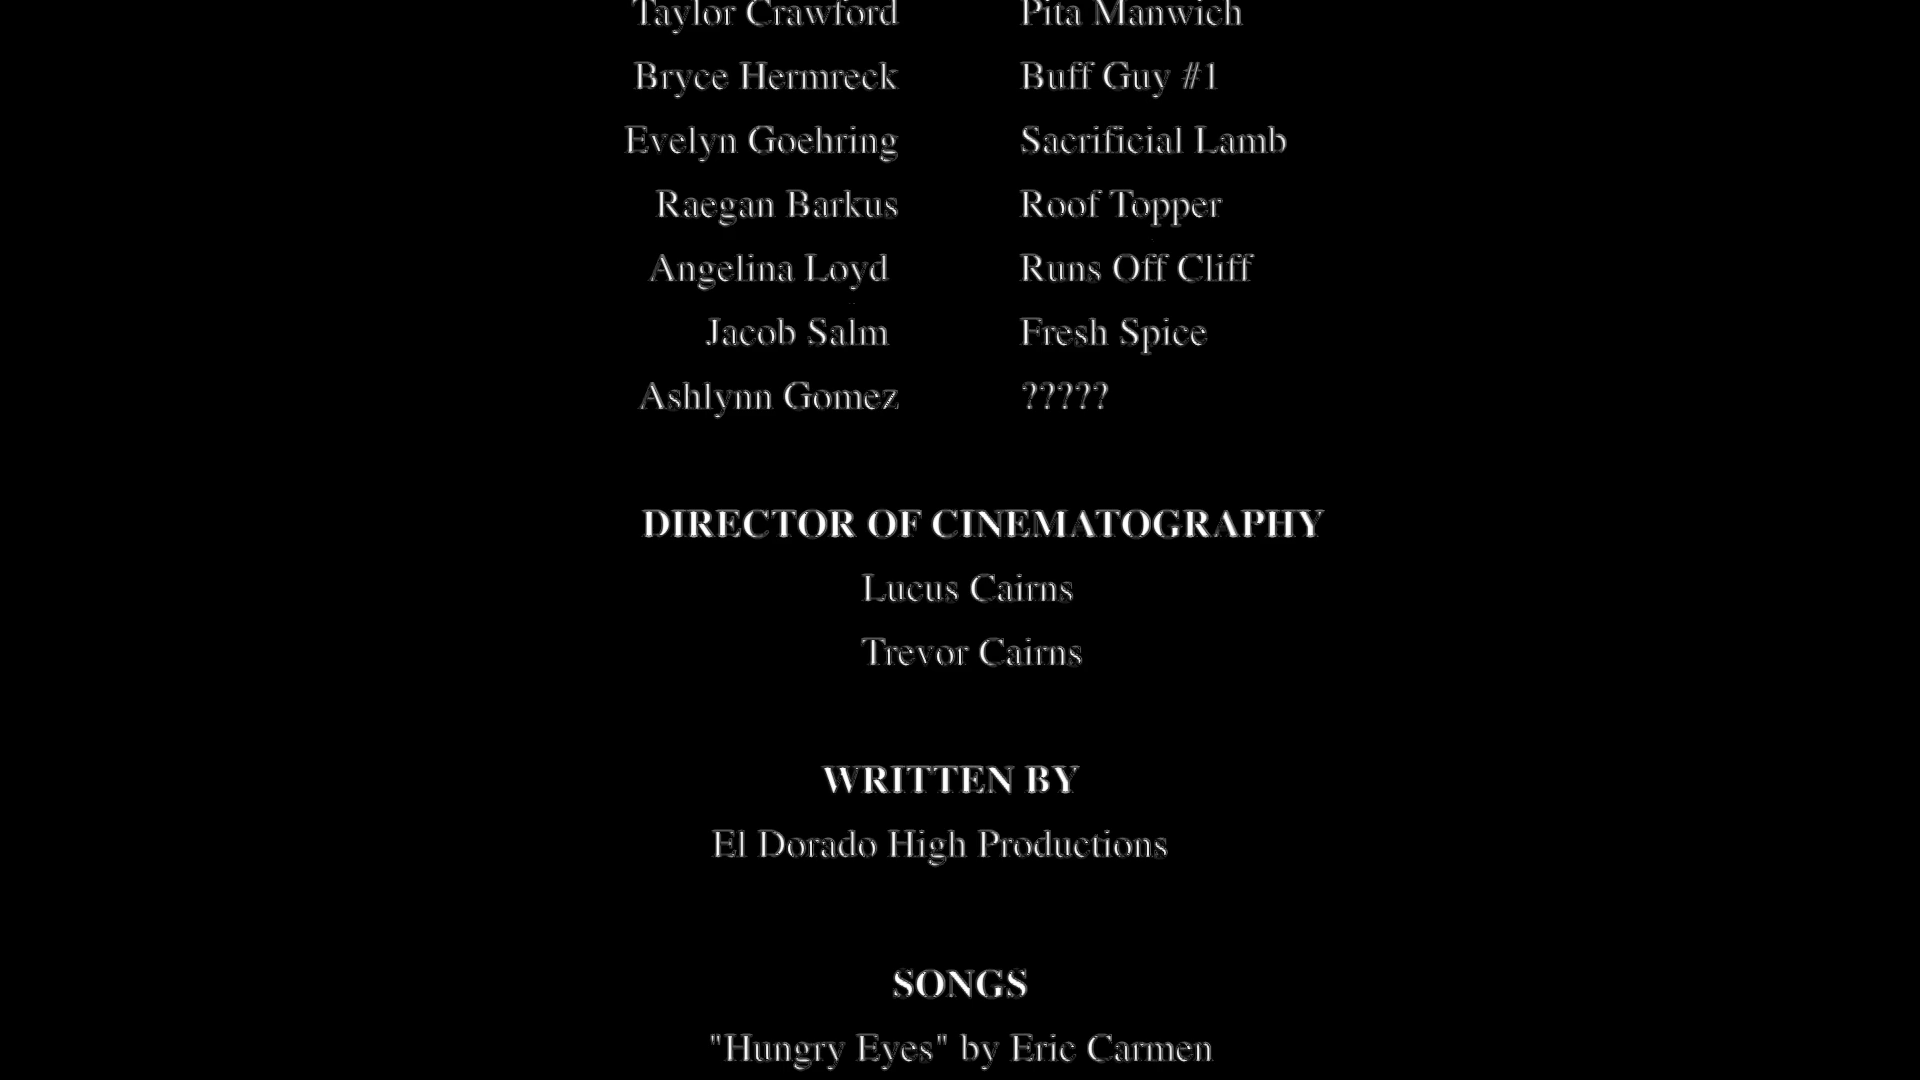 Taylor Crawford Pita Manwich
Bryce Hermreck Buff Guy #1
Evelyn Goehring Sacrificial Lamb
Raegan Barkus Roof Topper
Angelina Loyd Runs Off Cliff
Jacob Salm Fresh Spice
Ashlynn Gomez ?????
DIRECTOR OF CINEMATOGRAPHY
Lucus Cairns
Trevor Cairns
WRITTEN BY
El Dorado High Productions
SONGS
"Hungry Eyes" by Eric Carmen